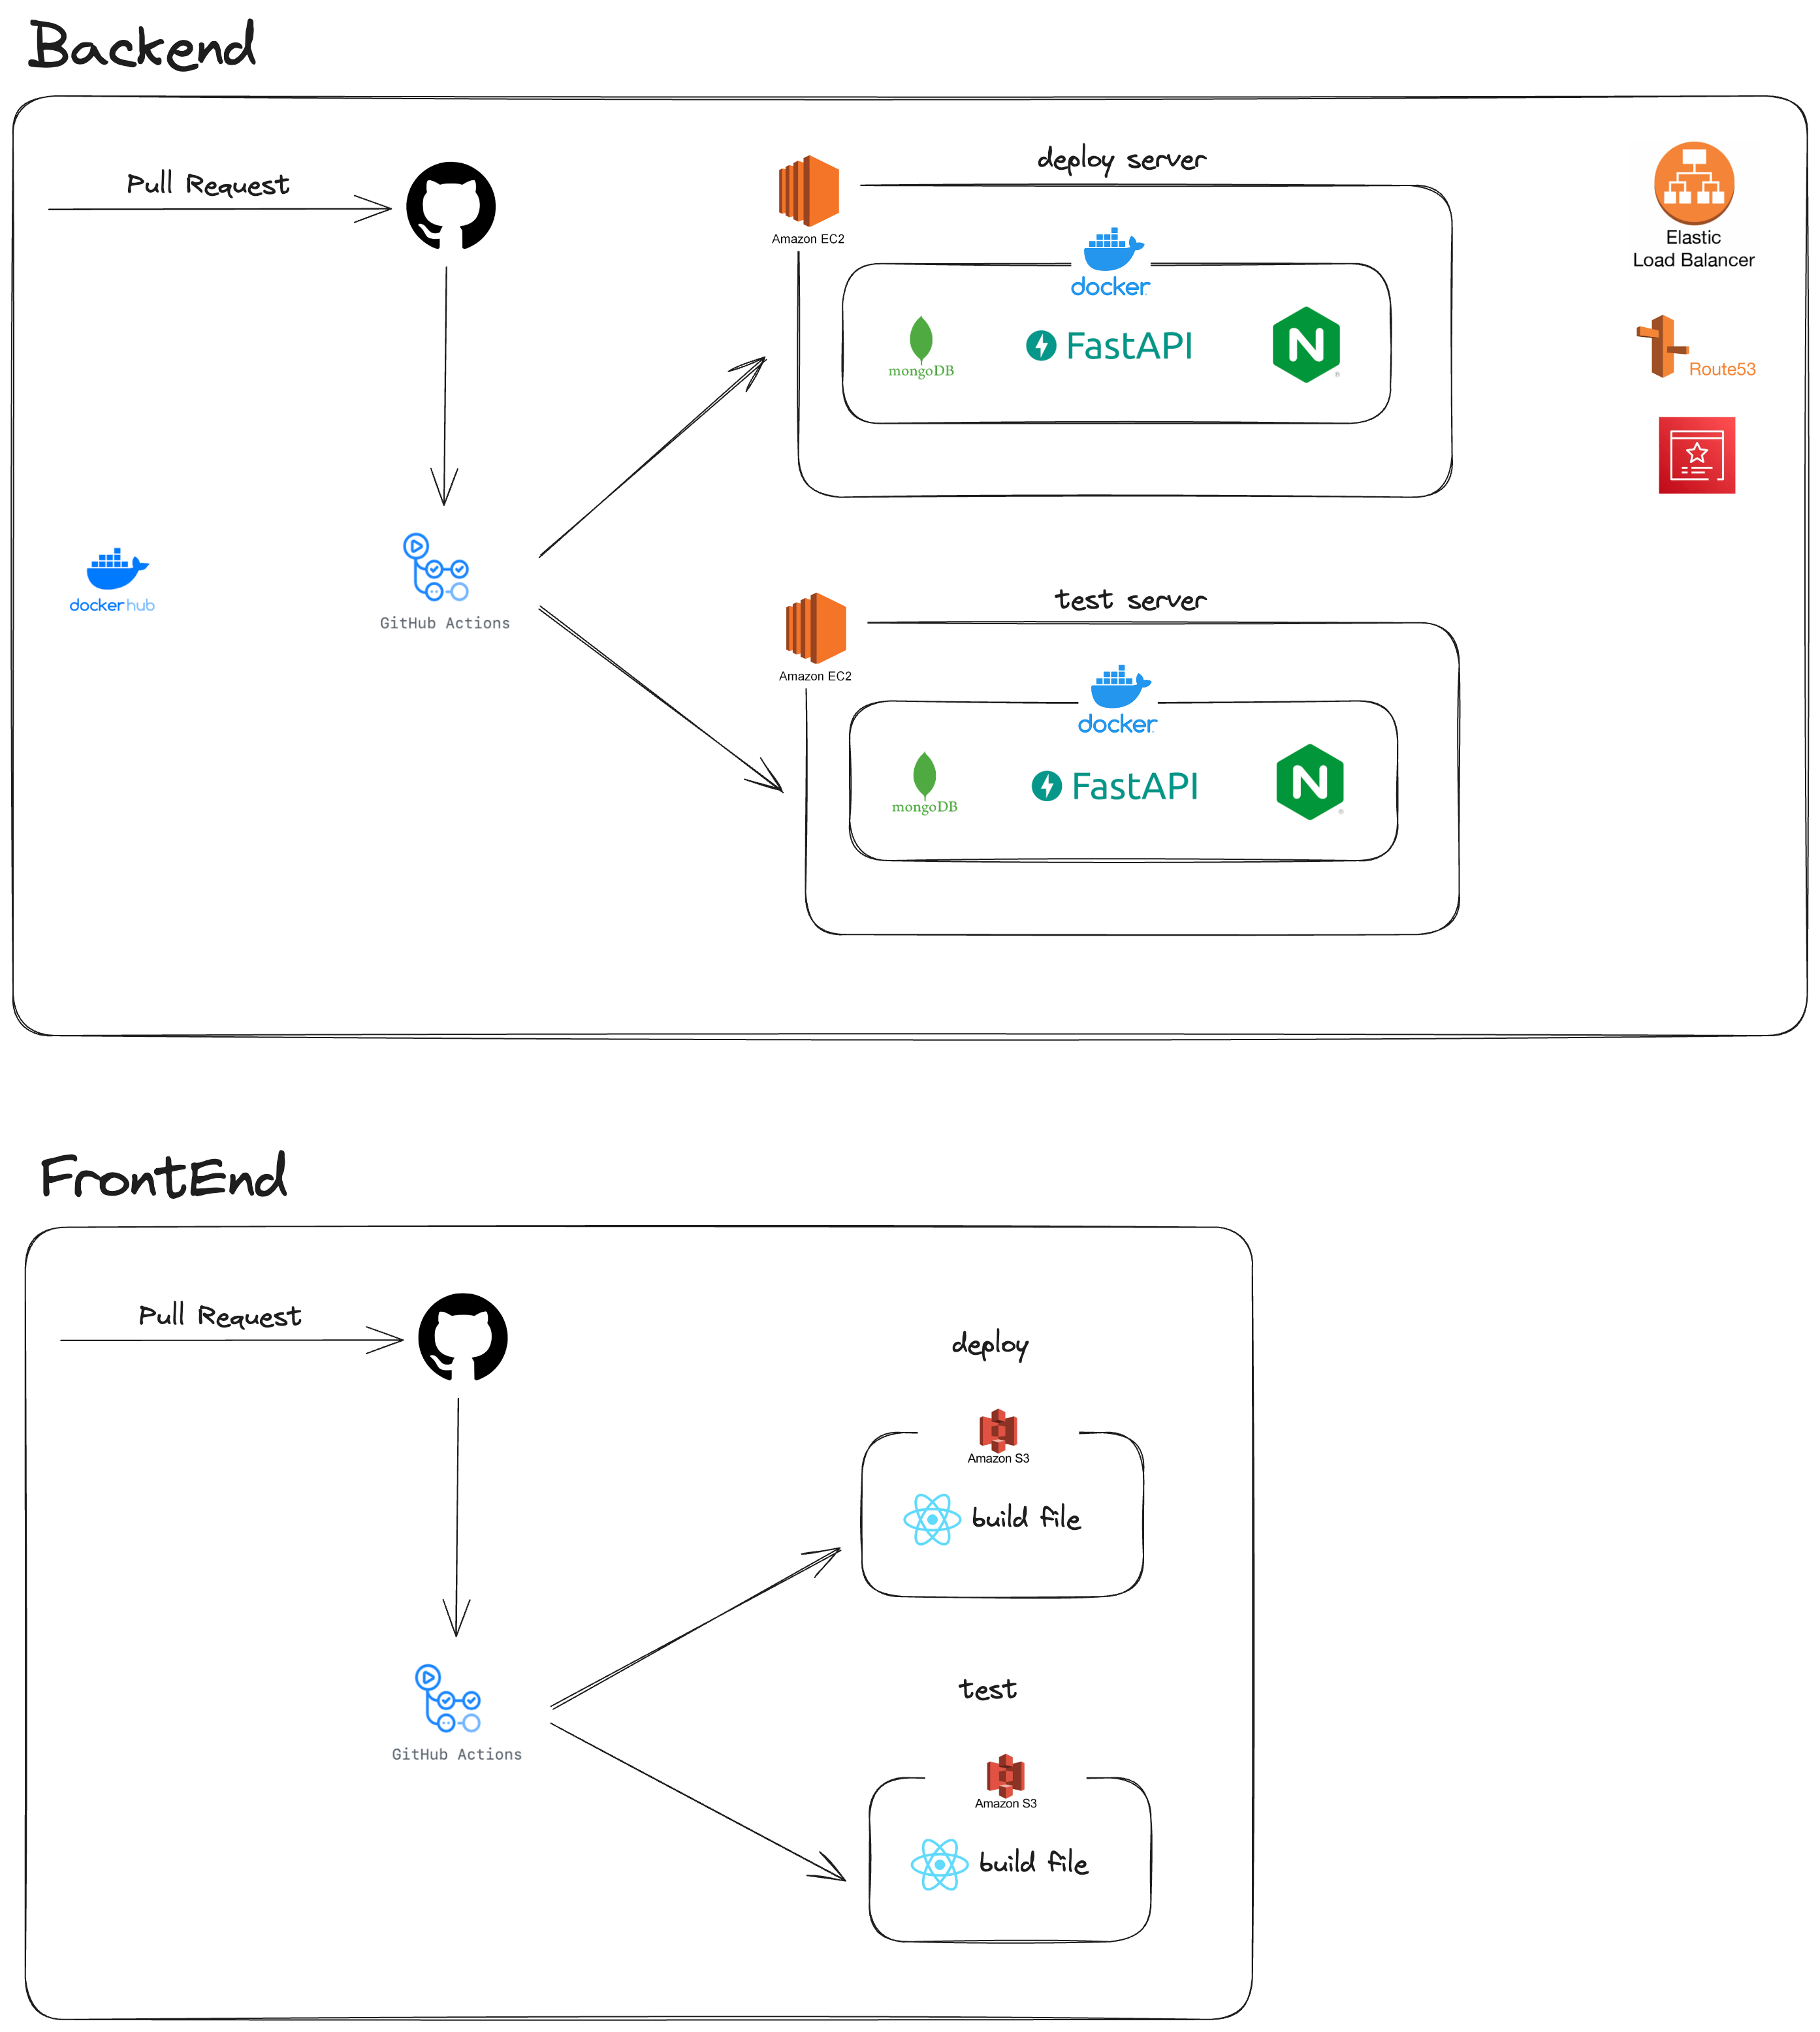 Backend
Pull Request
deploy server
Amazon EC2
docker
mongoDB
FastAPI
N
Elastic
Load Balancer
Route53
docker hub
GitHub Actions
test server
Amazon EC2
docker
mongoDB
FastAPI
N
FrontEnd
Pull Request
deploy
Amazon S3
build file
GitHub Actions
test
Amazon S3
build file